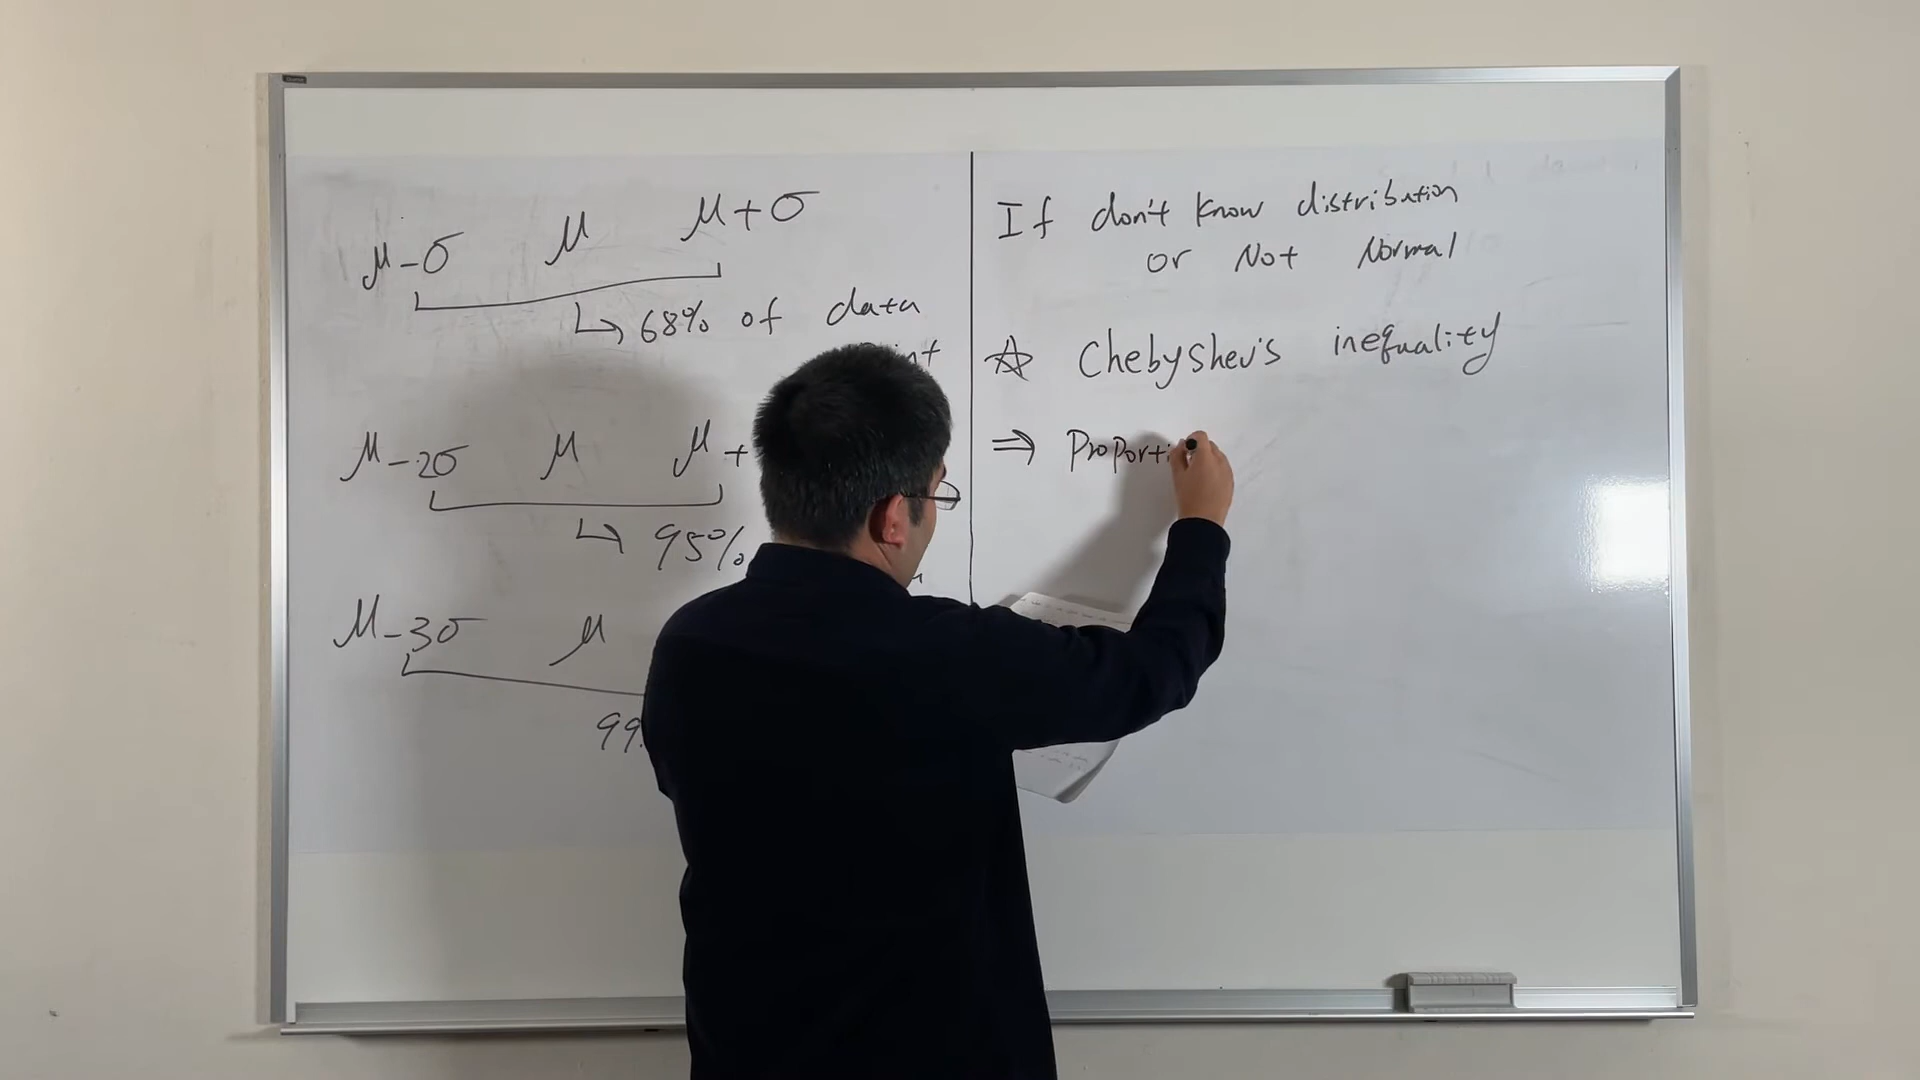 μ-σ μ μ+σ
↳ 68% of data
μ-2σ μ μ+
↳ 95%
μ-3σ μ
99.
If don't know distribution
or Not Normal
☆ Chebyshev's inequality
⇒ Proporti